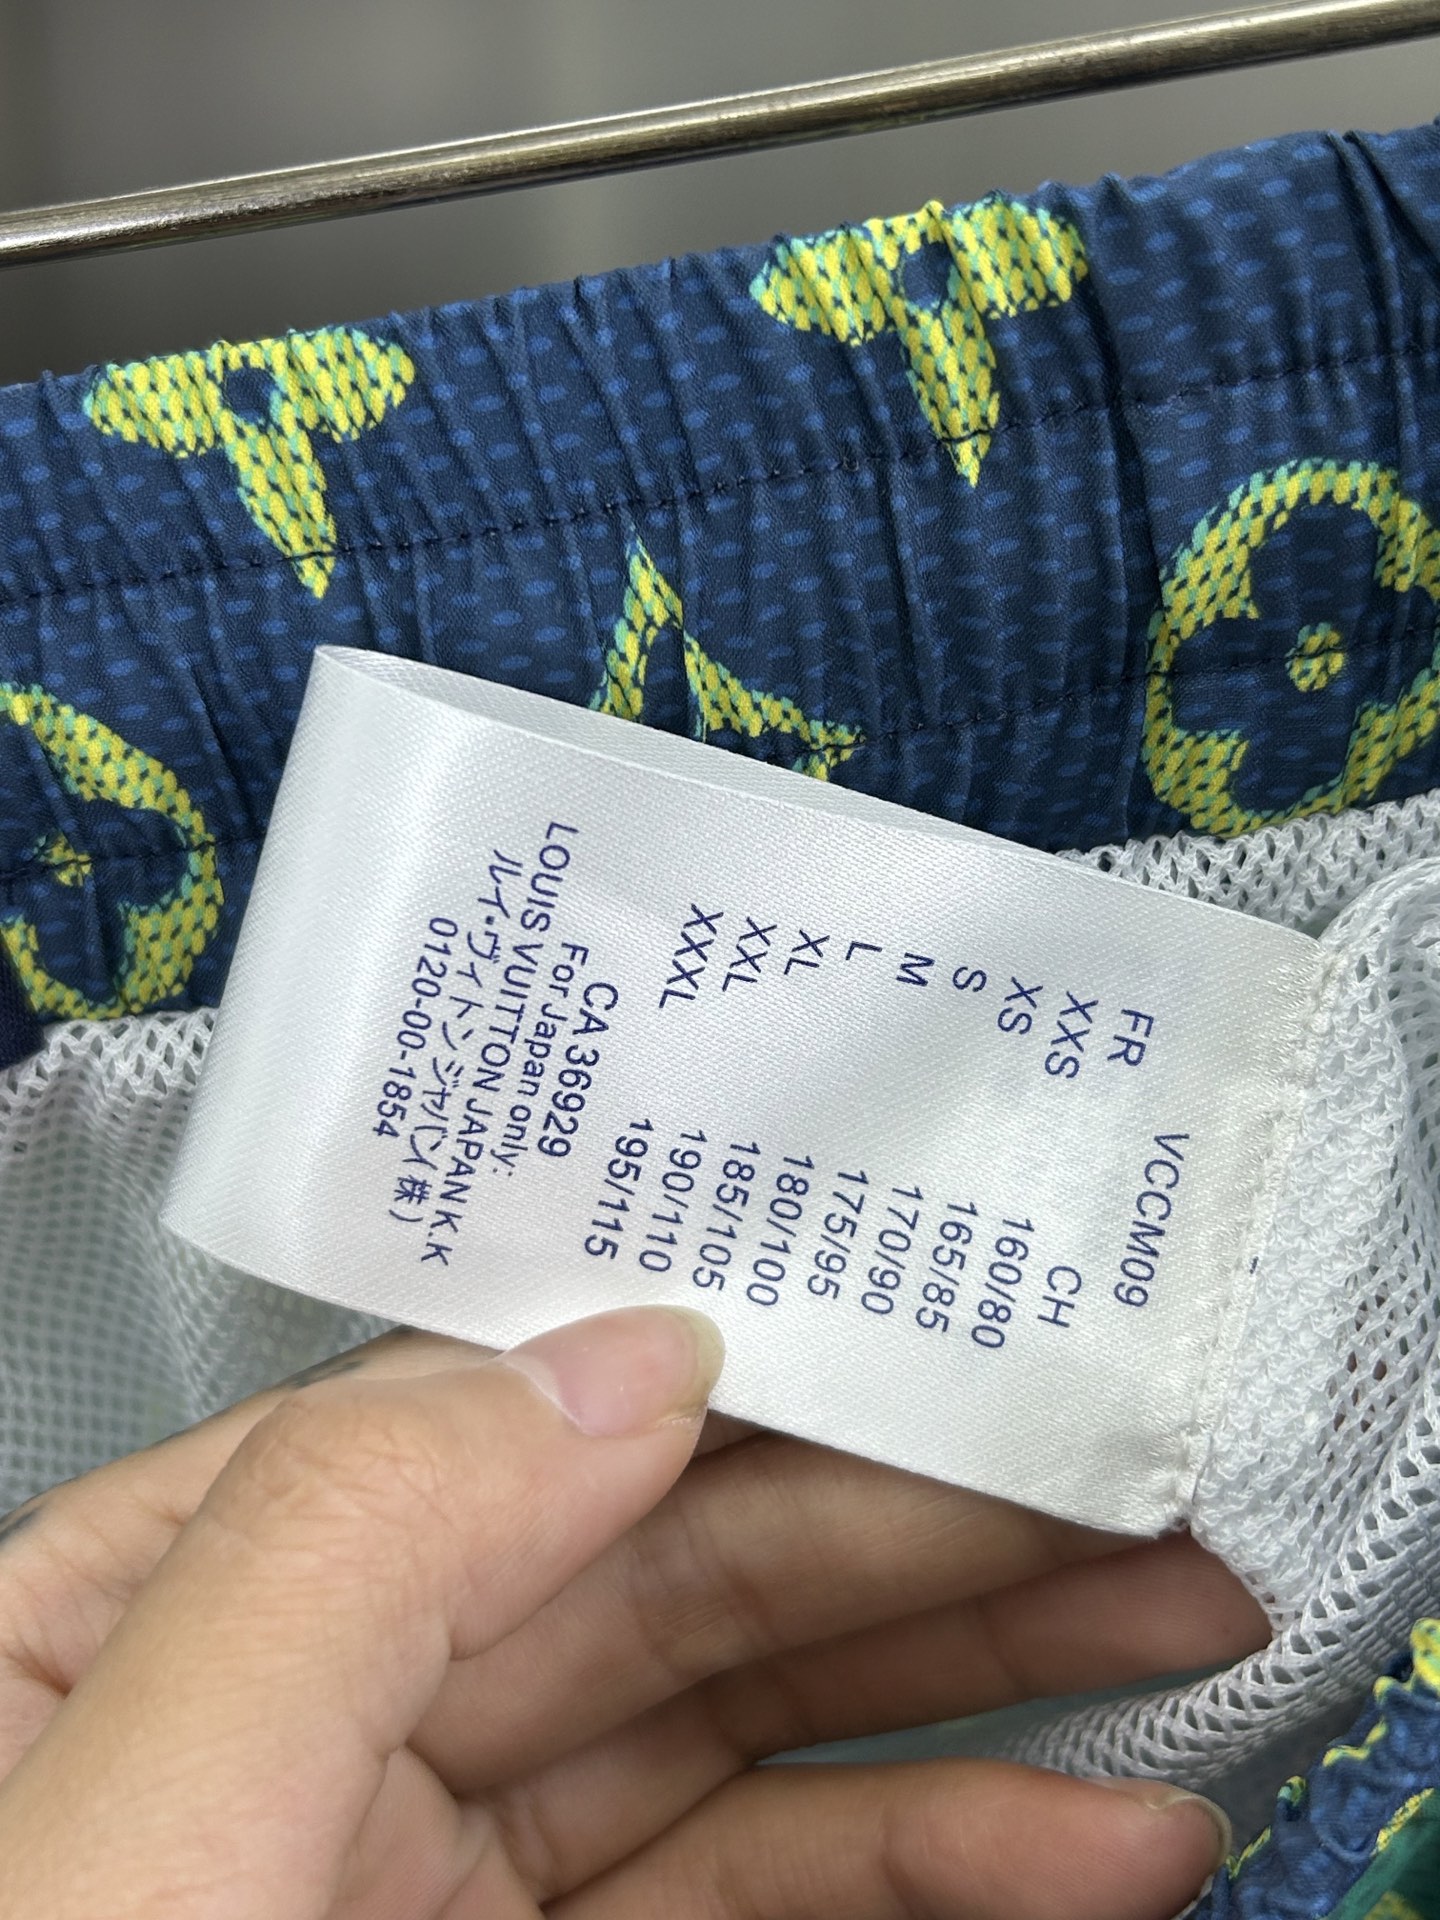 VCCM09
FR CH
XXS 160/80
XS 165/85
S 170/90
M 175/95
L 180/100
XL 185/105
XXL 190/110
XXXL 195/115
CA 36929
For Japan only:
LOUIS VUITTON JAPAN K.K
ルイ・ヴィトン ジャパン(株)
0120-00-1854